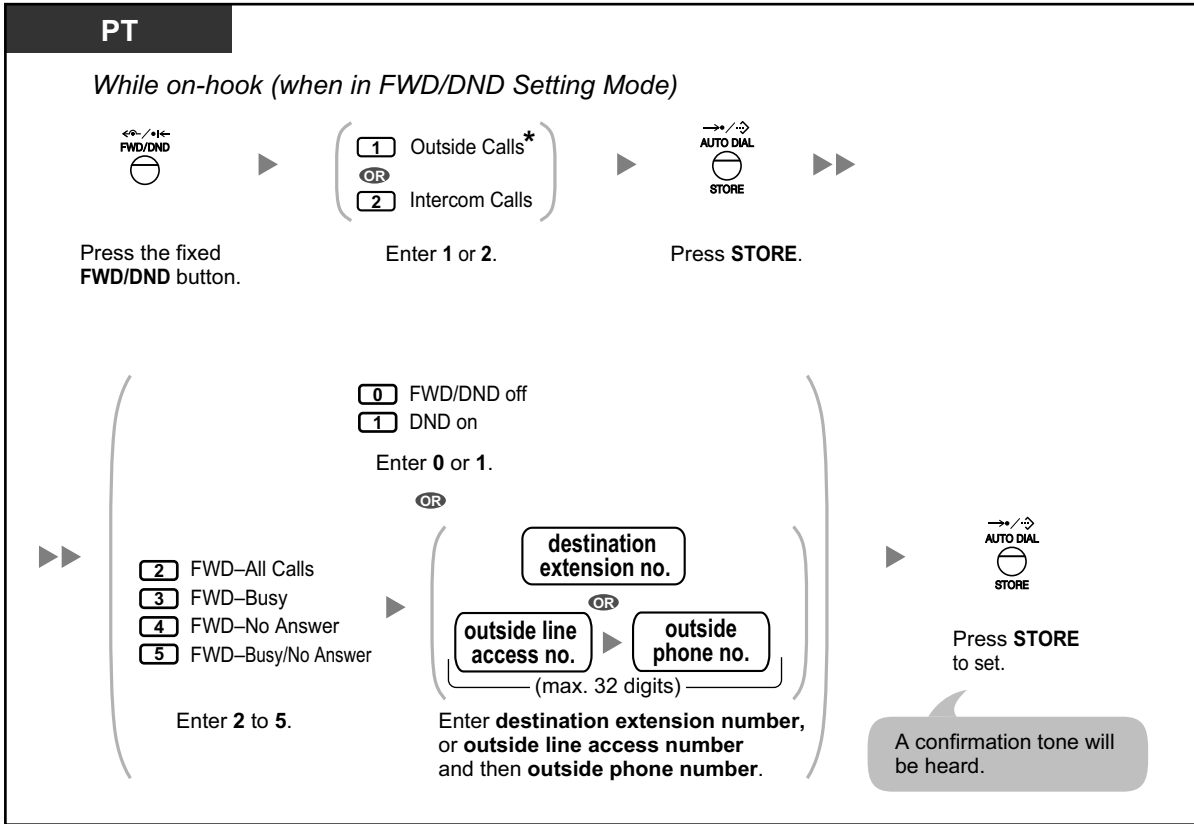 PT
While on-hook (when in FWD/DND Setting Mode)
FWD/DND
Press the fixed
FWD/DND button.
1 Outside Calls*
OR
2 Intercom Calls
Enter 1 or 2.
AUTO DIAL
STORE
Press STORE.
0 FWD/DND off
1 DND on
Enter 0 or 1.
OR
2 FWD–All Calls
3 FWD–Busy
4 FWD–No Answer
5 FWD–Busy/No Answer
Enter 2 to 5.
destination
extension no.
OR
outside line
access no.
outside
phone no.
(max. 32 digits)
Enter destination extension number,
or outside line access number
and then outside phone number.
AUTO DIAL
STORE
Press STORE
to set.
A confirmation tone will
be heard.